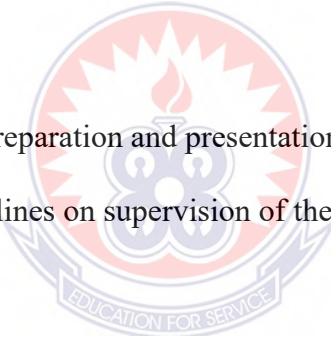 reparation and presentation
lines on supervision of the
EDUCATION FOR SERVICE